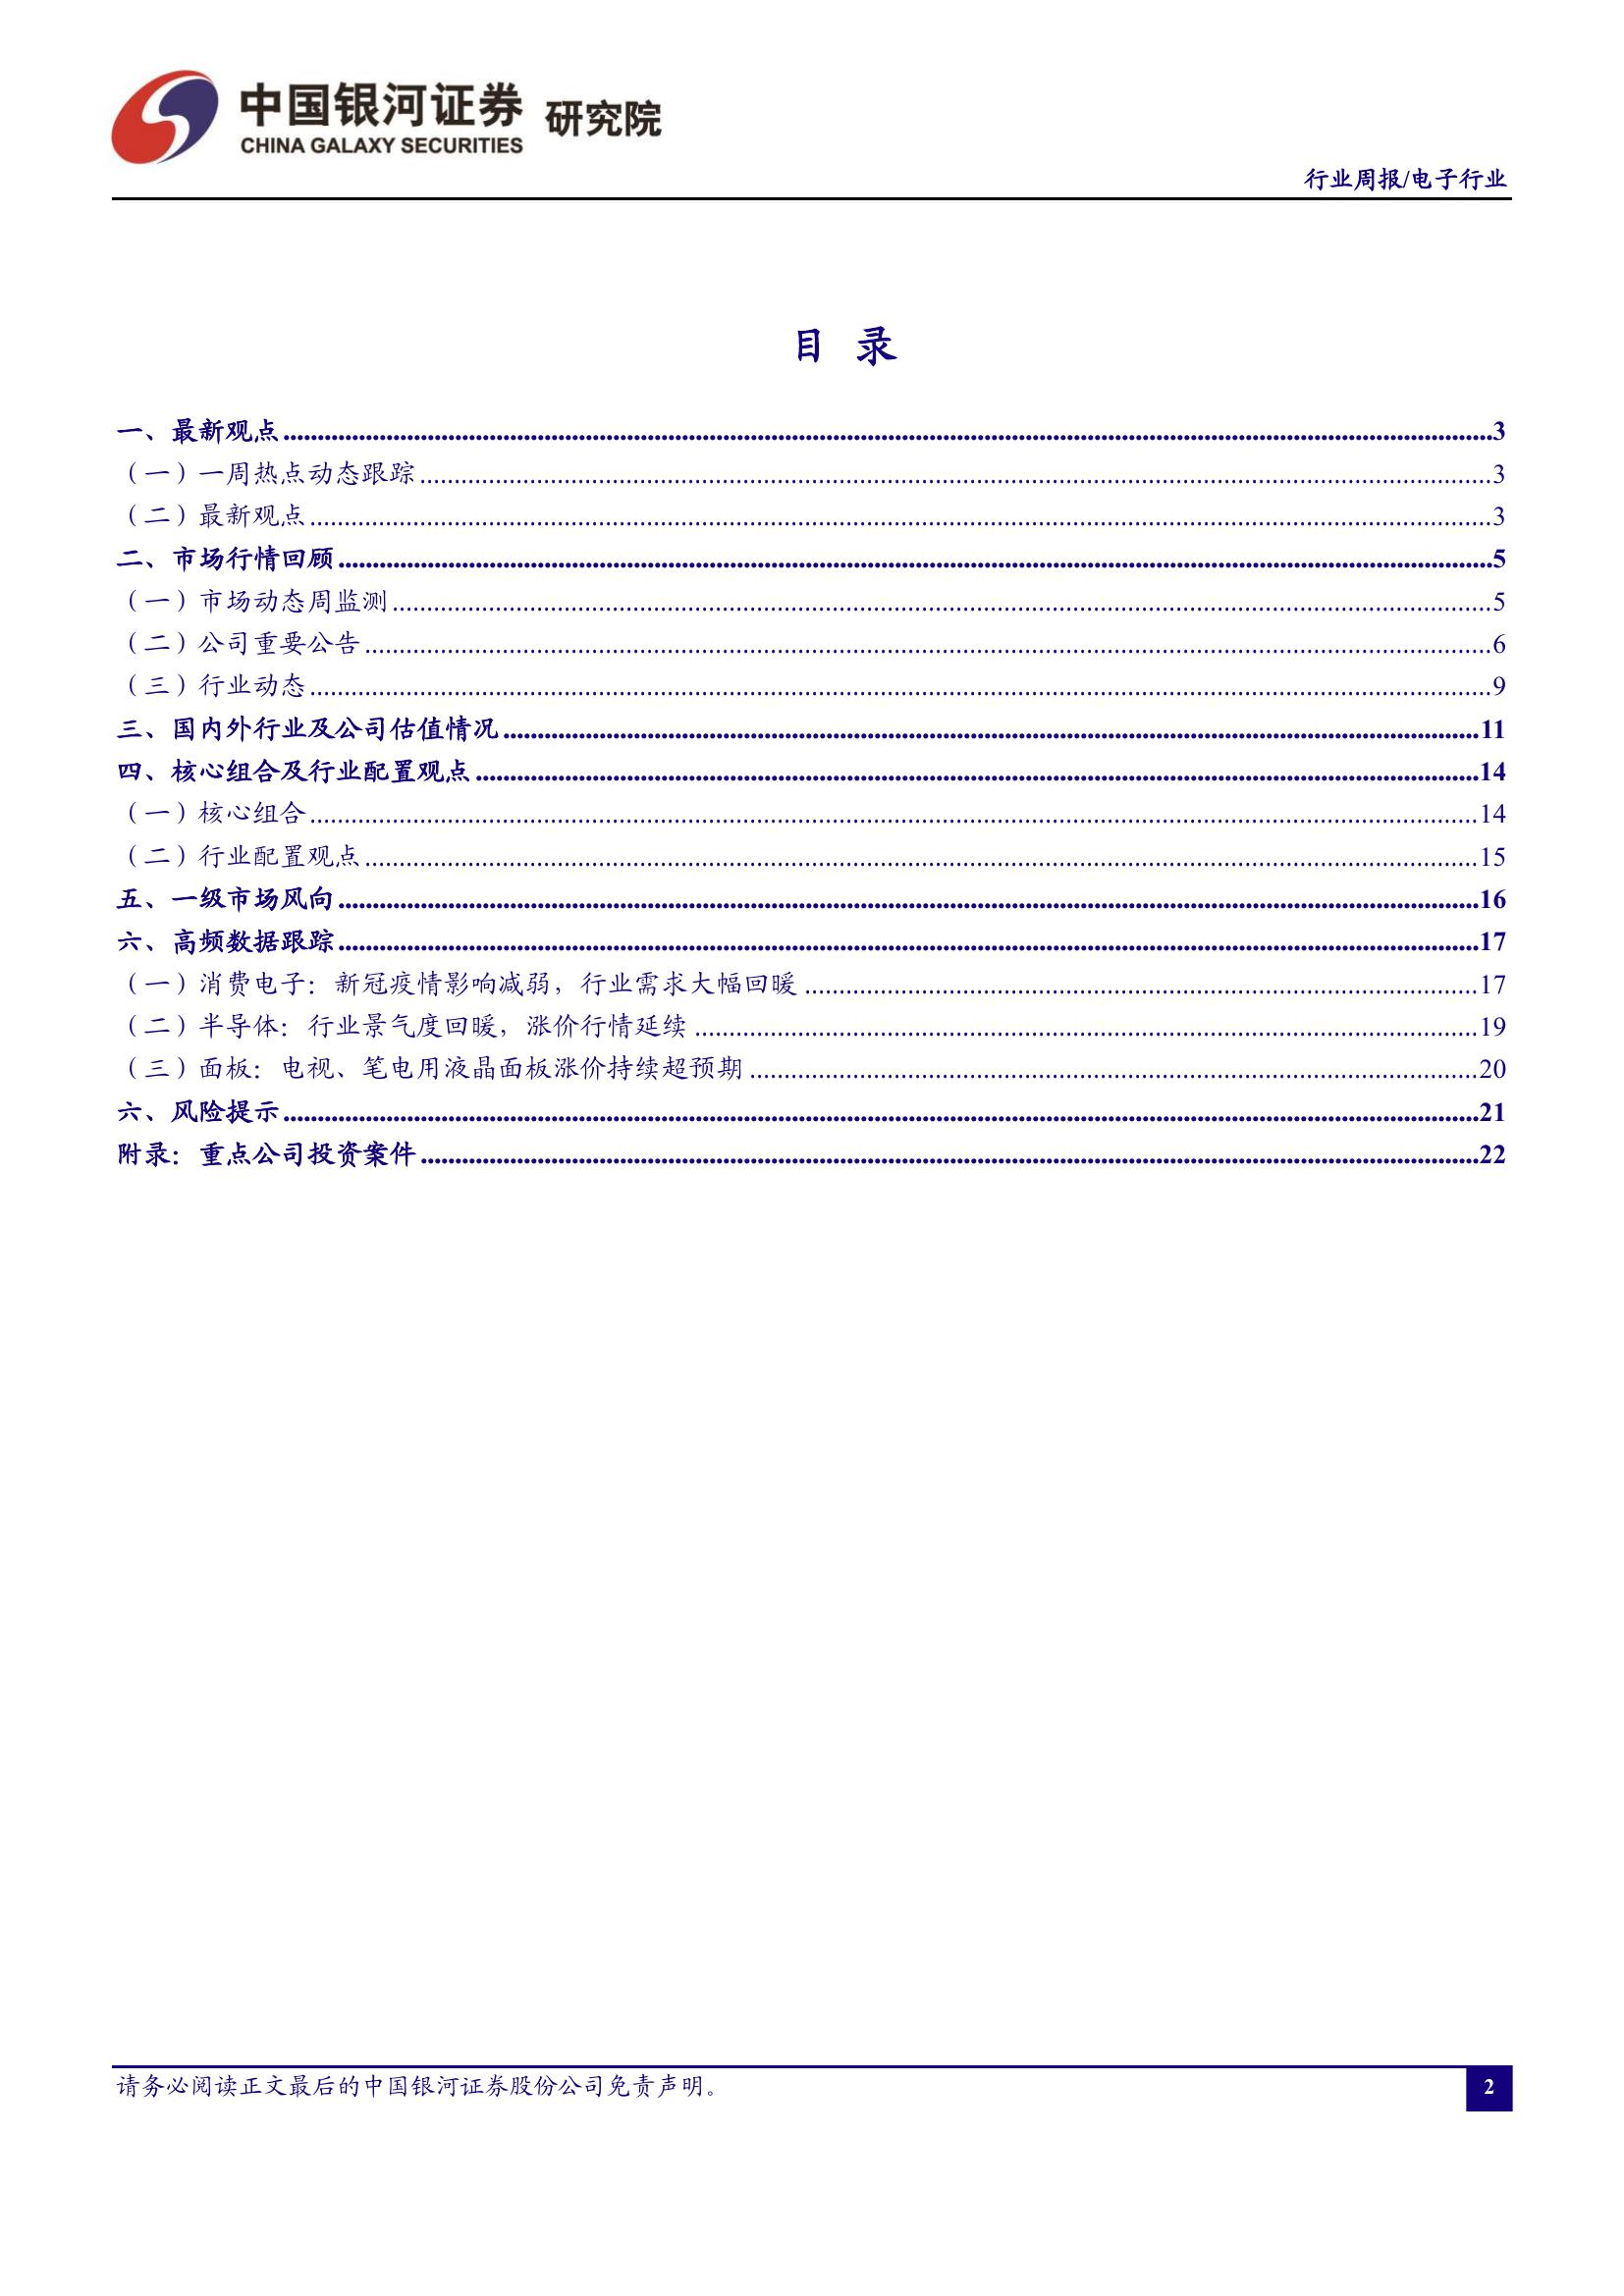 中国银河证券 研究院
CHINA GALAXY SECURITIES
行业周报/电子行业
目 录
一、最新观点 3
（一）一周热点动态跟踪 3
（二）最新观点 3
二、市场行情回顾 5
（一）市场动态周监测 5
（二）公司重要公告 6
（三）行业动态 9
三、国内外行业及公司估值情况 11
四、核心组合及行业配置观点 14
（一）核心组合 14
（二）行业配置观点 15
五、一级市场风向 16
六、高频数据跟踪 17
（一）消费电子：新冠疫情影响减弱，行业需求大幅回暖 17
（二）半导体：行业景气度回暖，涨价行情延续 19
（三）面板：电视、笔电用液晶面板涨价持续超预期 20
六、风险提示 21
附录：重点公司投资案件 22
请务必阅读正文最后的中国银河证券股份公司免责声明。
2